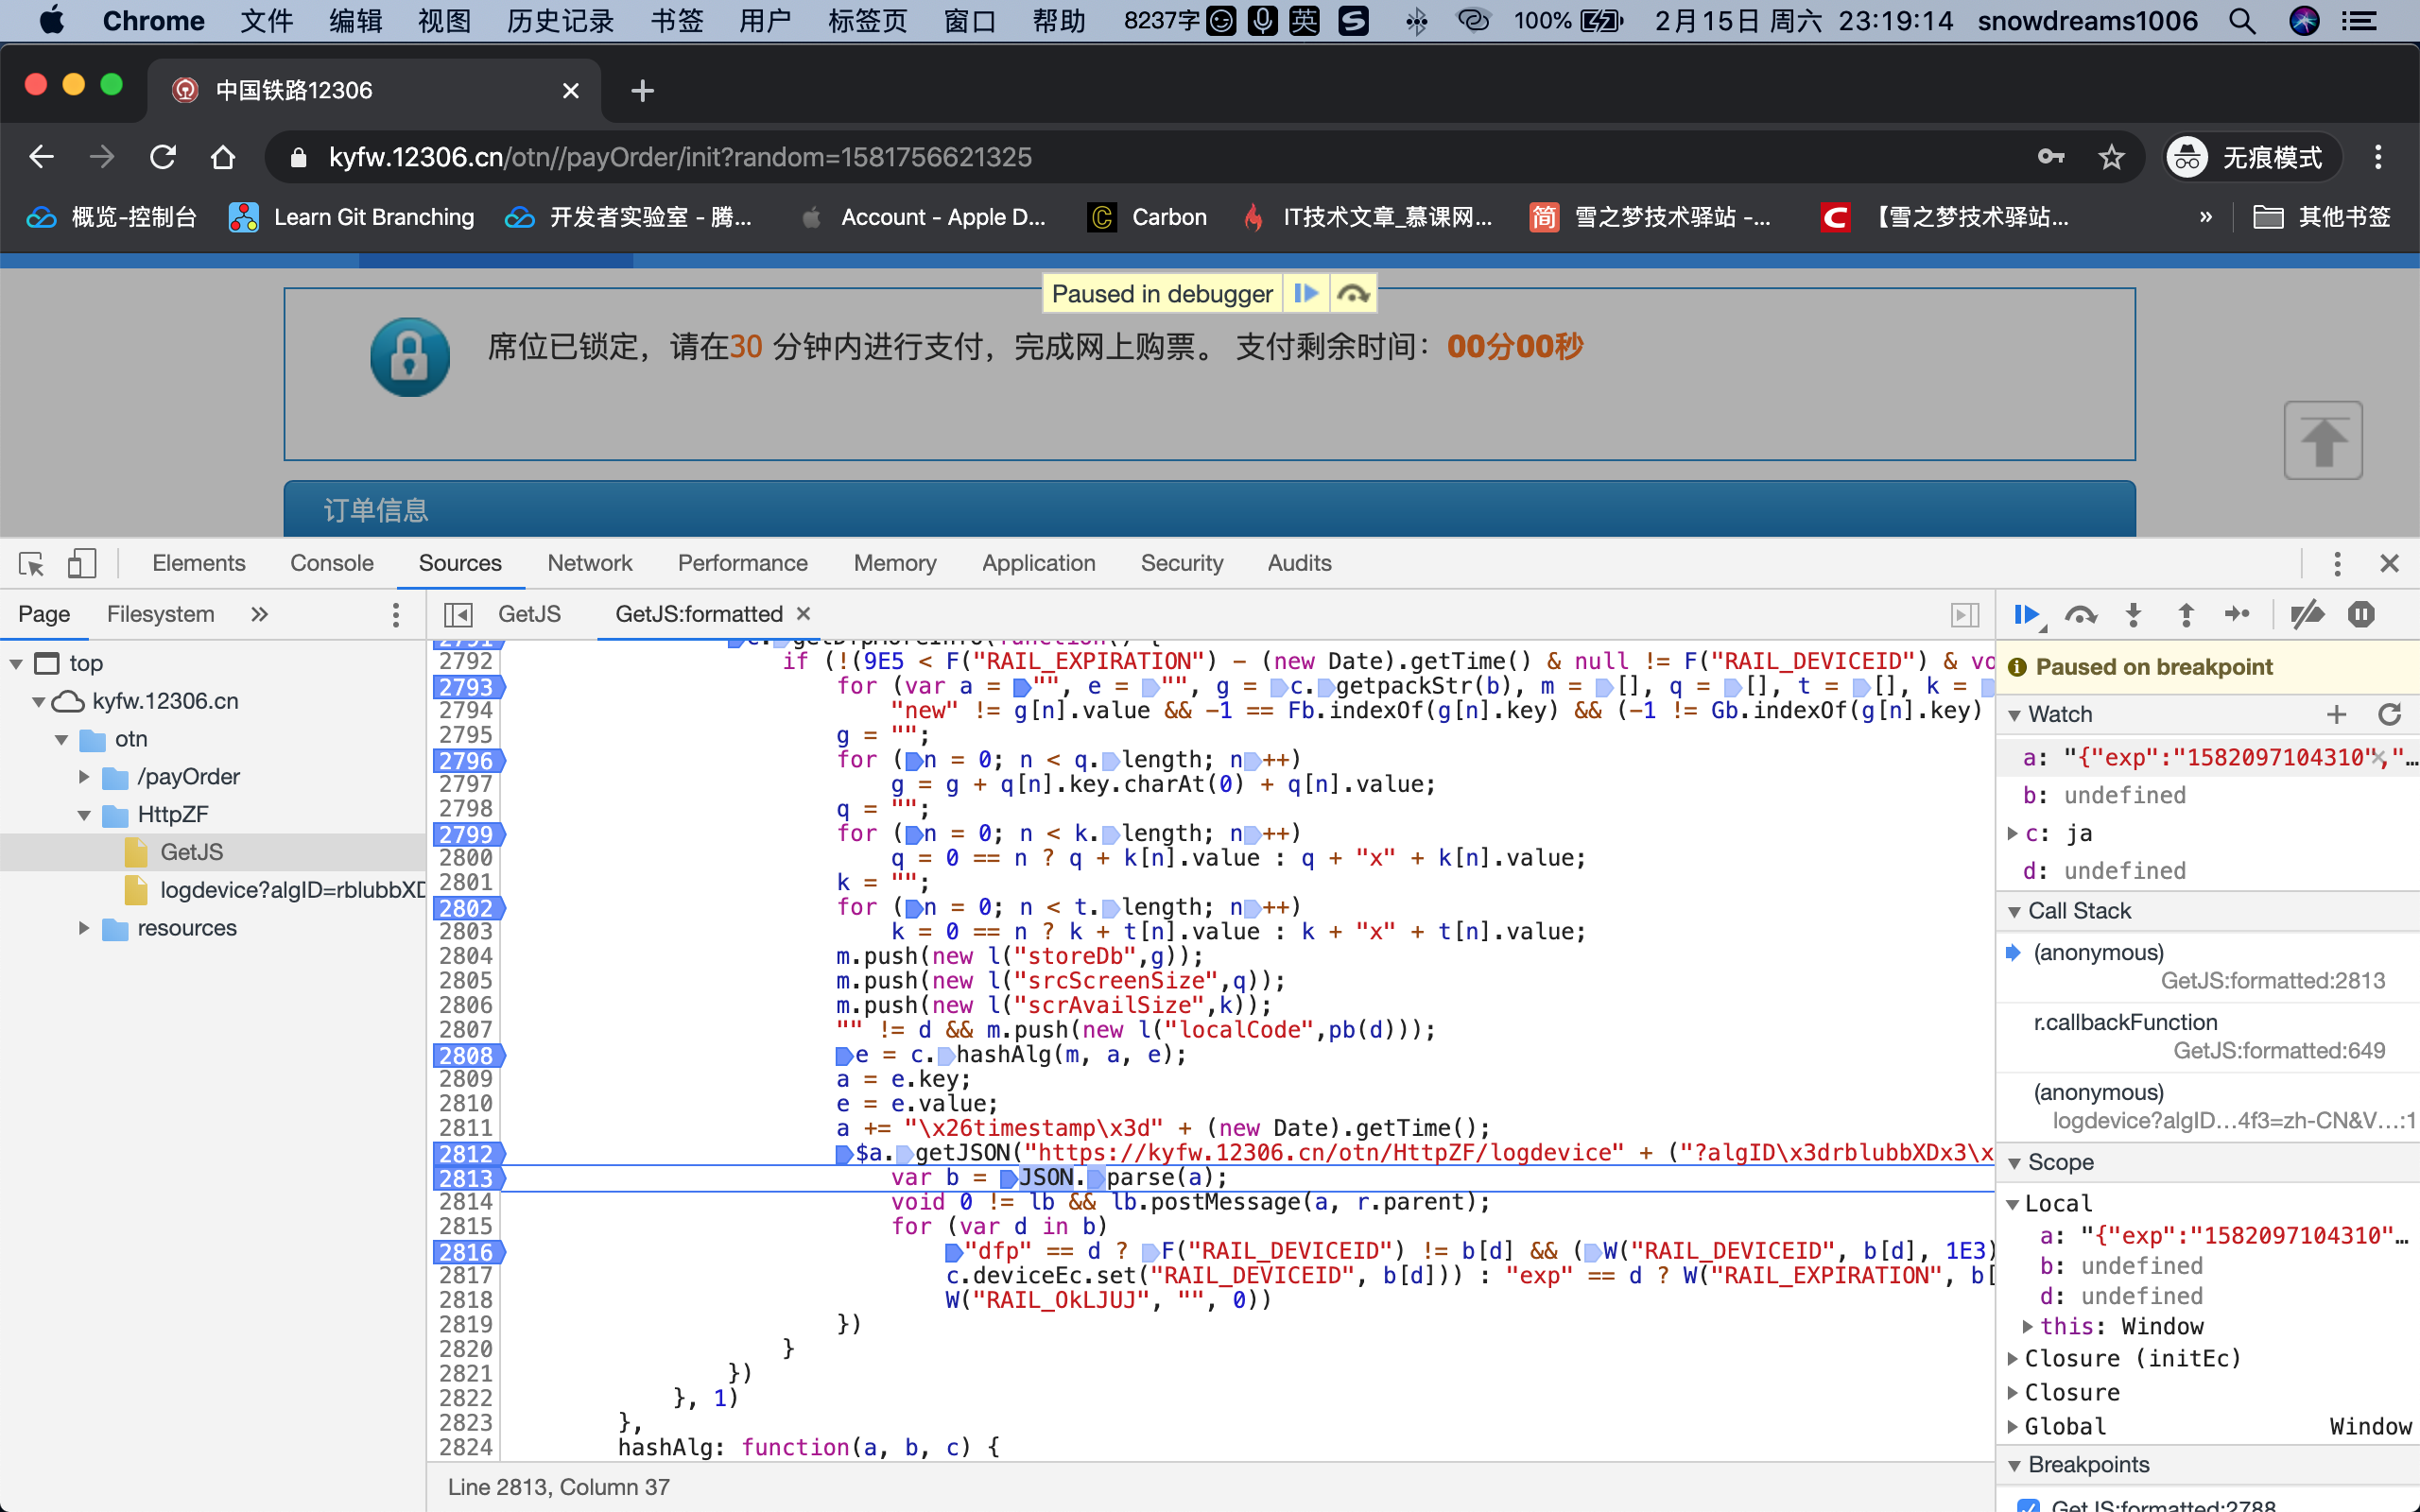 Chrome 文件 编辑 视图 历史记录 书签 用户 标签页 窗口 帮助 8237字 英 S 100% 2月15日 周六 23:19:14 snowdreams1006
中国铁路12306
kyfw.12306.cn/otn//payOrder/init?random=1581756621325 无痕模式
概览-控制台 Learn Git Branching 开发者实验室 - 腾... Account - Apple D... Carbon IT技术文章_慕课网... 简 雪之梦技术驿站 -... 【雪之梦技术驿站... » 其他书签
Paused in debugger
席位已锁定，请在30 分钟内进行支付，完成网上购票。 支付剩余时间：00分00秒
订单信息
Elements Console Sources Network Performance Memory Application Security Audits
Page Filesystem »
GetJS GetJS:formatted
top
kyfw.12306.cn
otn
/payOrder
HttpZF
GetJS
logdevice?algID=rblubbXD
resources
2791 c.getDfpMoreInfo(function() {
2792 if (!(9E5 < F("RAIL_EXPIRATION") - (new Date).getTime() & null != F("RAIL_DEVICEID") & vo
2793 for (var a = "", e = "", g = c.getpackStr(b), m = [], q = [], t = [], k =
2794 "new" != g[n].value && -1 == Fb.indexOf(g[n].key) && (-1 != Gb.indexOf(g[n].key)
2795 g = "";
2796 for (n = 0; n < q.length; n++)
2797 g = g + q[n].key.charAt(0) + q[n].value;
2798 q = "";
2799 for (n = 0; n < k.length; n++)
2800 q = 0 == n ? q + k[n].value : q + "x" + k[n].value;
2801 k = "";
2802 for (n = 0; n < t.length; n++)
2803 k = 0 == n ? k + t[n].value : k + "x" + t[n].value;
2804 m.push(new l("storeDb",g));
2805 m.push(new l("srcScreenSize",q));
2806 m.push(new l("scrAvailSize",k));
2807 "" != d && m.push(new l("localCode",pb(d)));
2808 e = c.hashAlg(m, a, e);
2809 a = e.key;
2810 e = e.value;
2811 a += "\x26timestamp\x3d" + (new Date).getTime();
2812 $a.getJSON("https://kyfw.12306.cn/otn/HttpZF/logdevice" + ("?algID\x3drblubbXDx3\x
2813 var b = JSON.parse(a);
2814 void 0 != lb && lb.postMessage(a, r.parent);
2815 for (var d in b)
2816 "dfp" == d ? F("RAIL_DEVICEID") != b[d] && (W("RAIL_DEVICEID", b[d], 1E3)
2817 c.deviceEc.set("RAIL_DEVICEID", b[d])) : "exp" == d ? W("RAIL_EXPIRATION", b[
2818 W("RAIL_OkLJUJ", "", 0))
2819 })
2820 }
2821 })
2822 }, 1)
2823 },
2824 hashAlg: function(a, b, c) {
Line 2813, Column 37
Paused on breakpoint
Watch
a: "{"exp":"1582097104310","…
b: undefined
c: ja
d: undefined
Call Stack
(anonymous)
GetJS:formatted:2813
r.callbackFunction
GetJS:formatted:649
(anonymous)
logdevice?algID…4f3=zh-CN&V…:1
Scope
Local
a: "{"exp":"1582097104310"…
b: undefined
d: undefined
this: Window
Closure (initEc)
Closure
Global Window
Breakpoints
GetJS:formatted:2788